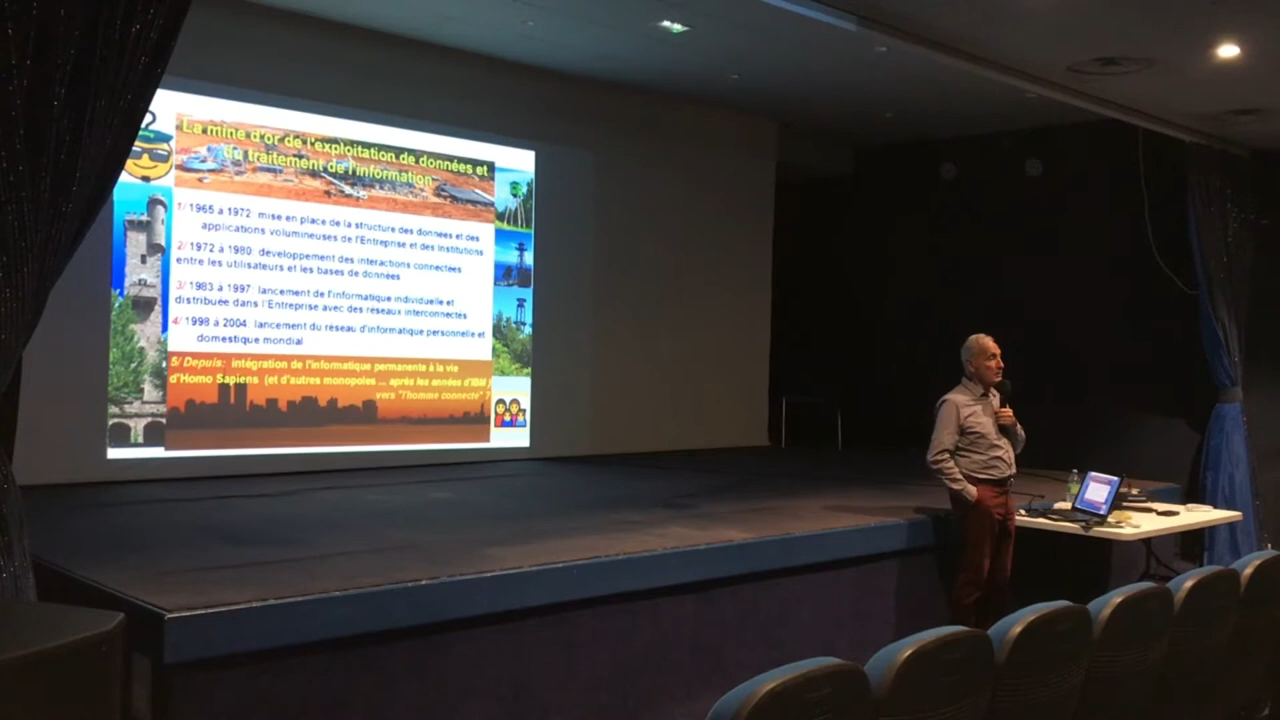 La mine d'or de l'exploitation de données et
du traitement de l'information
1/ 1965 à 1972 mise en place de la structure des données et des
applications volumineuses de l'Entreprise et des Institutions
2/ 1972 à 1980: développement des interactions connectées
entre les utilisateurs et les bases de données
3/ 1983 à 1997: lancement de l'informatique individuelle et
distribuée dans l'Entreprise avec des réseaux interconnectés
4/ 1998 à 2004: lancement du réseau d'informatique personnelle et
domestique mondial
5/ Depuis: intégration de l'informatique permanente à la vie
d'Homo Sapiens (et d'autres monopoles ... après les années d'IBM )
vers "l'homme connecté" ?